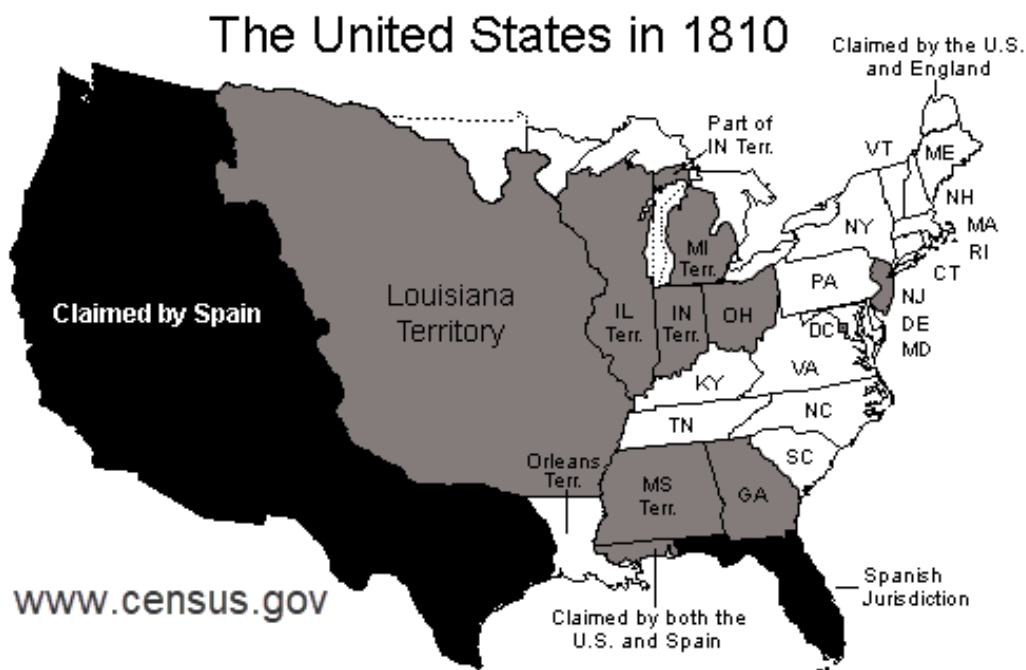 The United States in 1810
Claimed by the U.S.
and England
Part of
IN Terr.
VT
ME
NH
MA
RI
CT
NY
PA
NJ
DE
MD
DC
MI
Terr.
Louisiana
Territory
Claimed by Spain
IL
Terr.
IN
Terr.
OH
KY
VA
TN
NC
SC
Orleans
Terr.
MS
Terr.
GA
Spanish
Jurisdiction
www.census.gov
Claimed by both the
U.S. and Spain